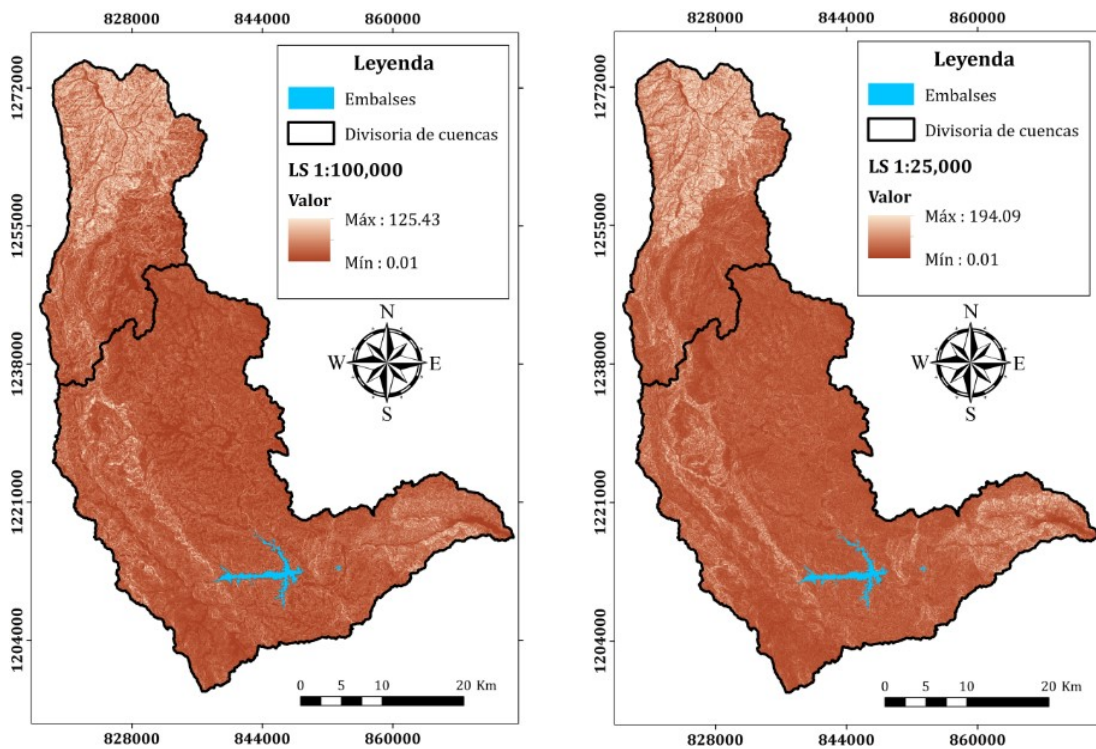 828000 844000 860000
Leyenda
Embalses
Divisoria de cuencas
LS 1:100,000
Valor
Máx : 125.43
Mín : 0.01
N
W E
S
1272000
1255000
1238000
1221000
1204000
0 5 10 20 Km
828000 844000 860000
828000 844000 860000
Leyenda
Embalses
Divisoria de cuencas
LS 1:25,000
Valor
Máx : 194.09
Mín : 0.01
N
W E
S
1272000
1255000
1238000
1221000
1204000
0 5 10 20 Km
828000 844000 860000